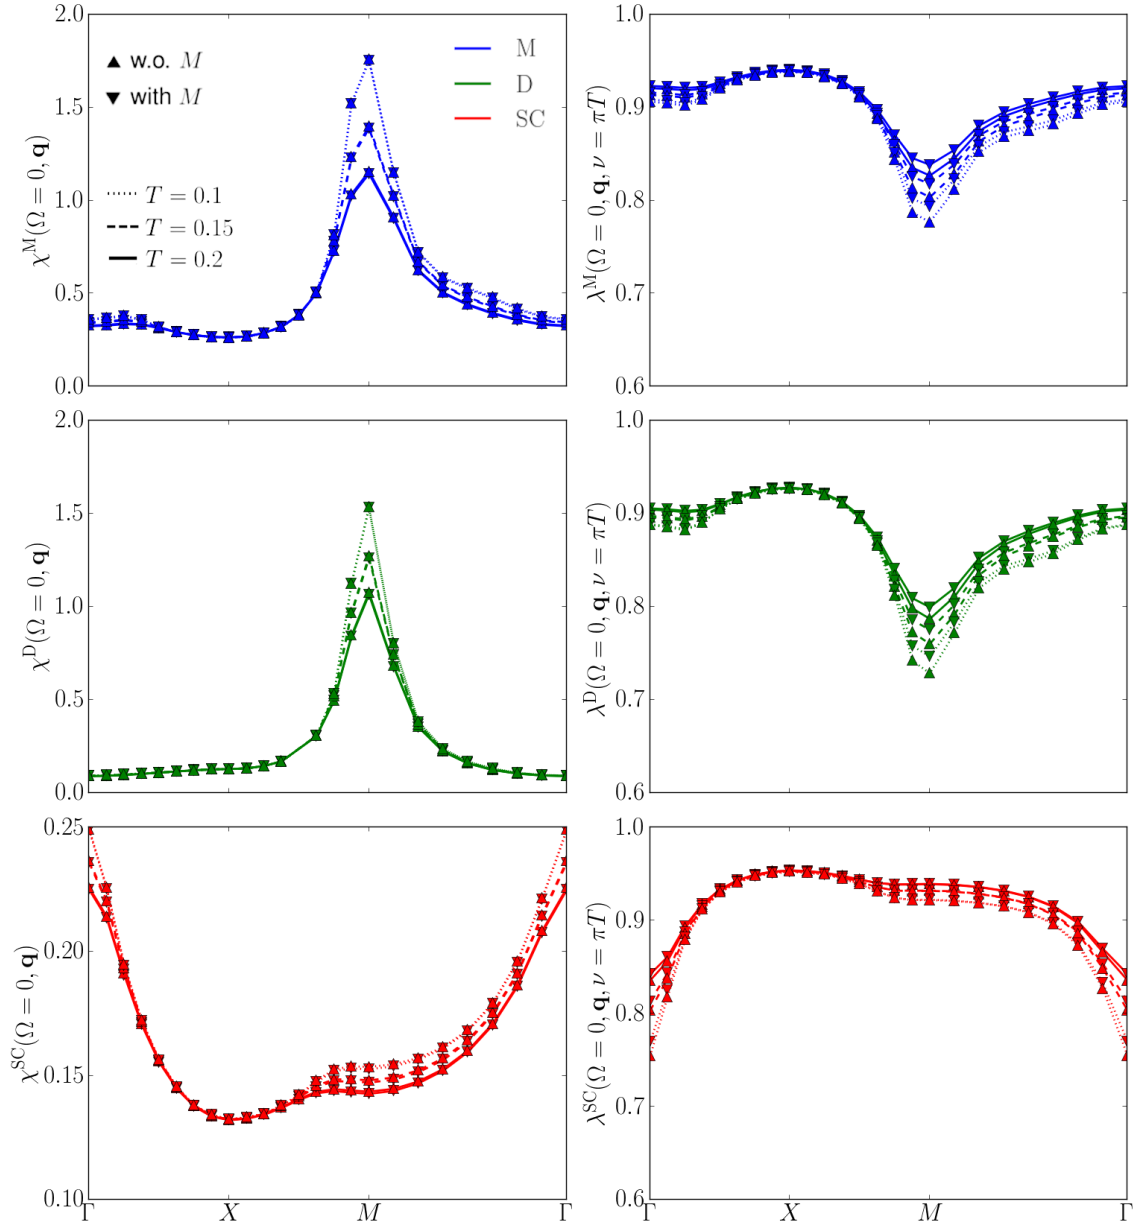 2.0
1.5
1.0
0.5
0.0
χ^M(Ω = 0, q)
w.o. M
with M
M
D
SC
T = 0.1
T = 0.15
T = 0.2
1.0
0.9
0.8
0.7
0.6
λ^M(Ω = 0, q, ν = πT)
2.0
1.5
1.0
0.5
0.0
χ^D(Ω = 0, q)
1.0
0.9
0.8
0.7
0.6
λ^D(Ω = 0, q, ν = πT)
0.25
0.20
0.15
0.10
χ^SC(Ω = 0, q)
Γ X M Γ
1.0
0.9
0.8
0.7
0.6
λ^SC(Ω = 0, q, ν = πT)
Γ X M Γ